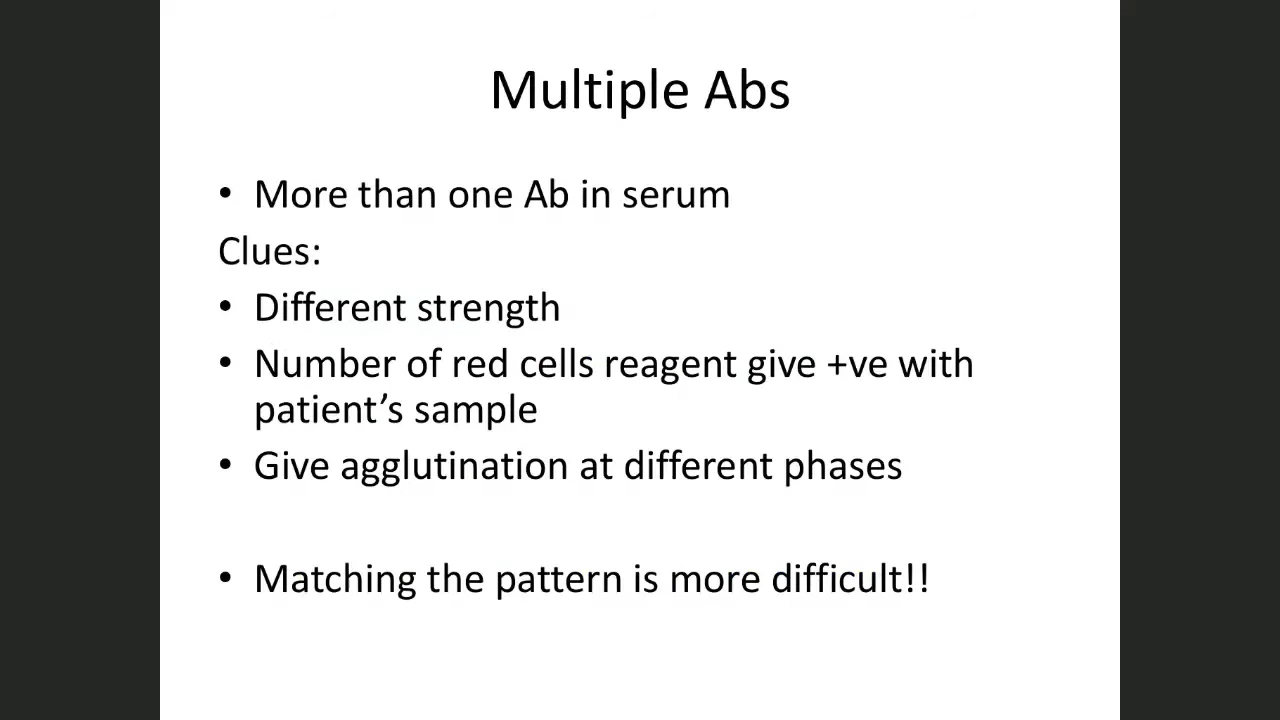 Multiple Abs
• More than one Ab in serum
Clues:
• Different strength
• Number of red cells reagent give +ve with
patient’s sample
• Give agglutination at different phases
• Matching the pattern is more difficult!!